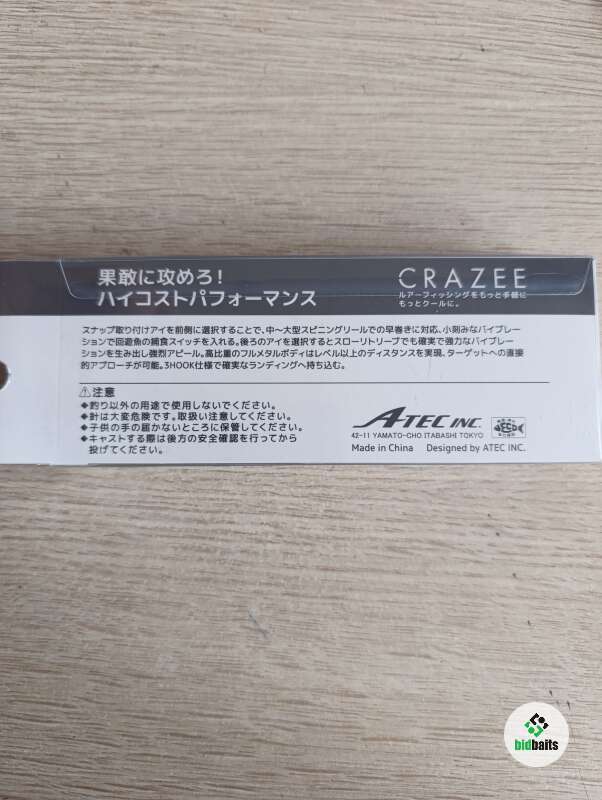 果敢に攻めろ！
ハイコストパフォーマンス
CRAZEE
ルアーフィッシングをもっと手軽に
もっとクールに。
スナップ取り付けアイを前側に選択することで、中〜大型スピニングリールでの早巻きに対応、小刻みなバイブレー
ションで回遊魚の捕食スイッチを入れる。後ろのアイを選択するとスローリトリーブでも確実で強力なバイブレー
ションを生み出し強烈アピール。高比重のフルメタルボディはレベル以上のディスタンスを実現、ターゲットへの直接
的アプローチが可能。3HOOK仕様で確実なランディングへ持ち込む。
⚠注意
◆釣り以外の用途で使用しないでください。
◆針は大変危険です。取扱い注意してください。
◆子供の手の届かないところに保管してください。
◆キャストする際は後方の安全確認を行ってから
投げてください。
ATEC INC.
42-11 YAMATO-CHO ITABASHI TOKYO
Made in China Designed by ATEC INC.
bidbaits